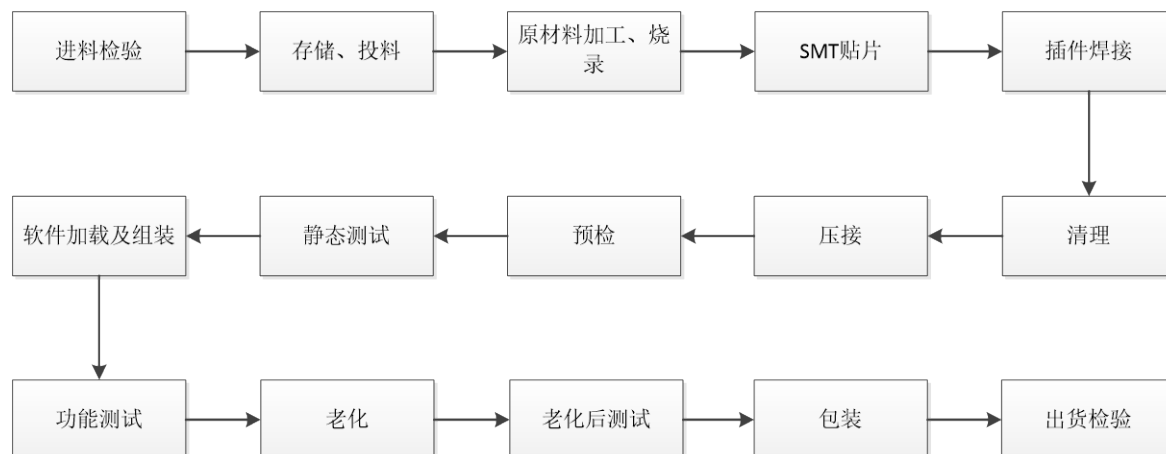 进料检验
存储、投料
原材料加工、烧
录
SMT贴片
插件焊接
清理
压接
预检
静态测试
软件加载及组装
功能测试
老化
老化后测试
包装
出货检验